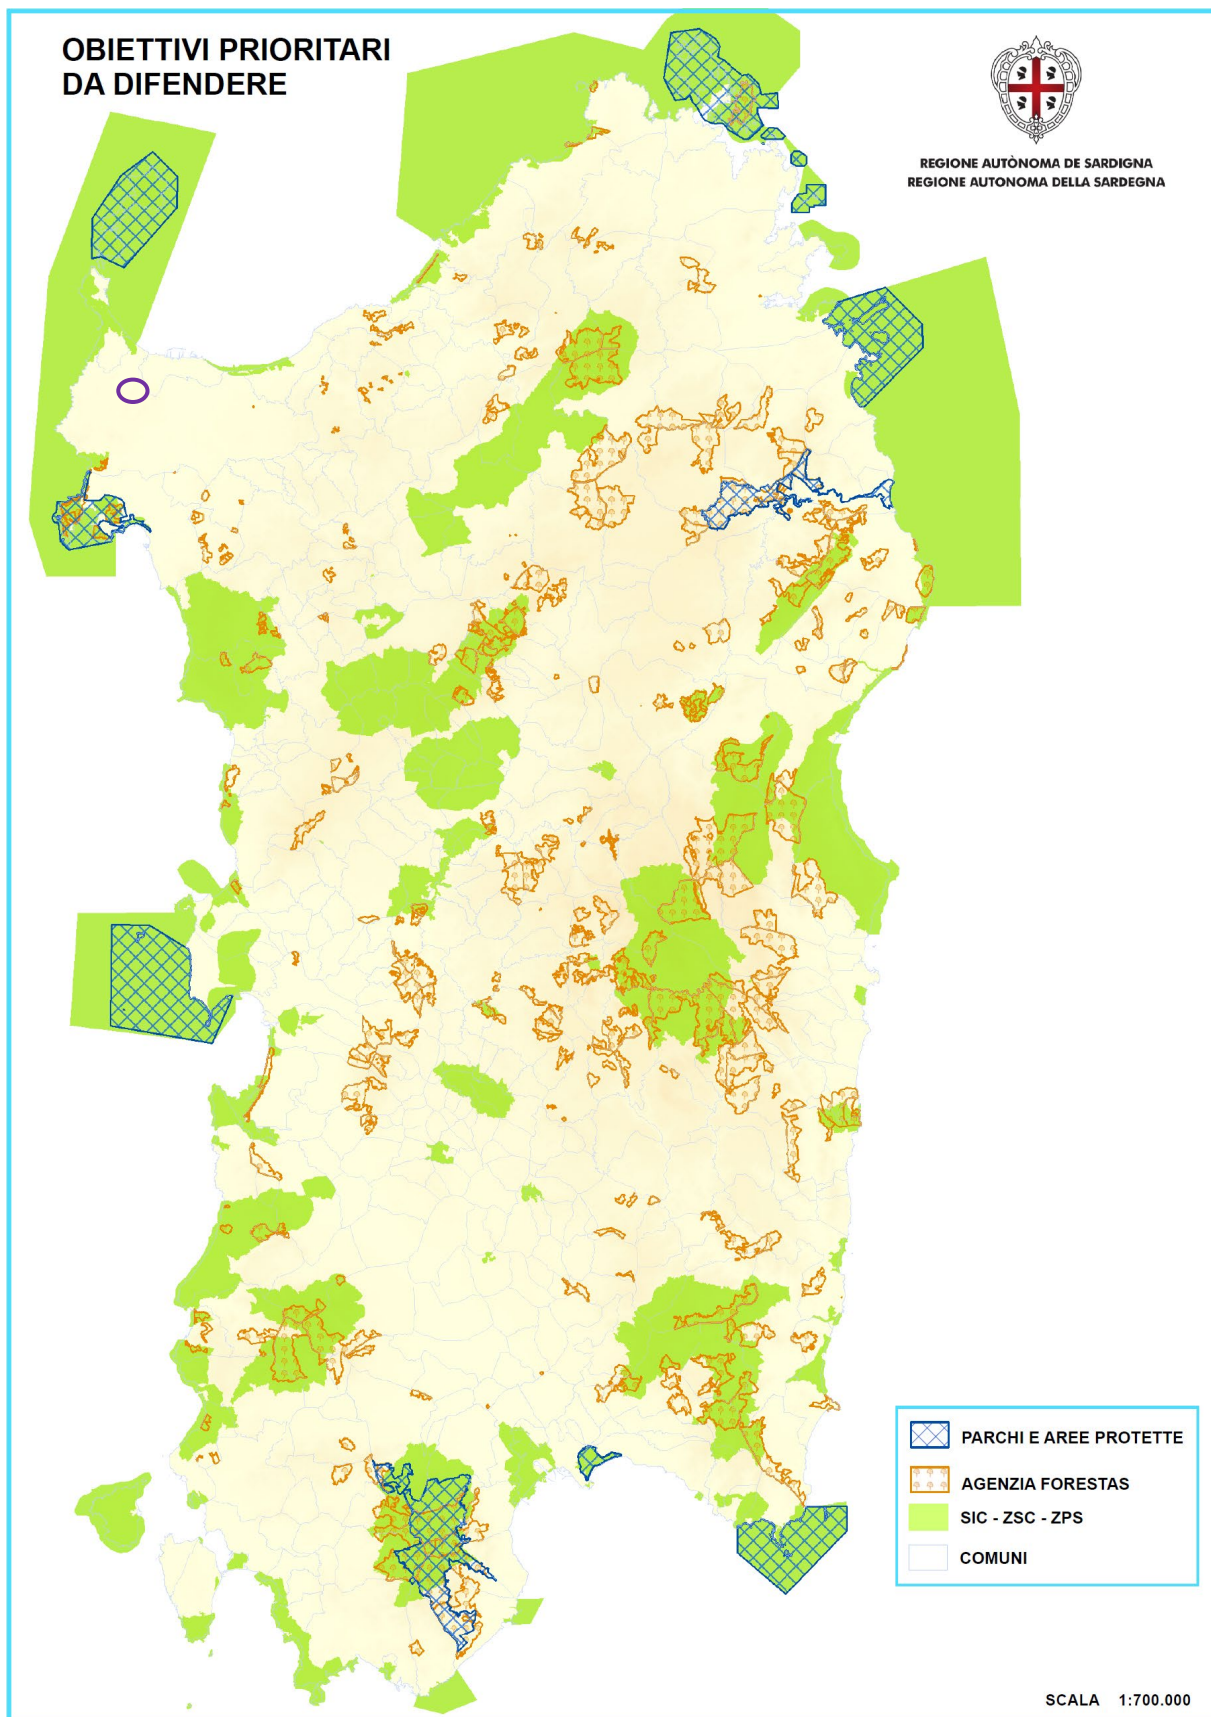 OBIETTIVI PRIORITARI
DA DIFENDERE
REGIONE AUTÒNOMA DE SARDIGNA
REGIONE AUTONOMA DELLA SARDEGNA
PARCHI E AREE PROTETTE
AGENZIA FORESTAS
SIC - ZSC - ZPS
COMUNI
SCALA 1:700.000